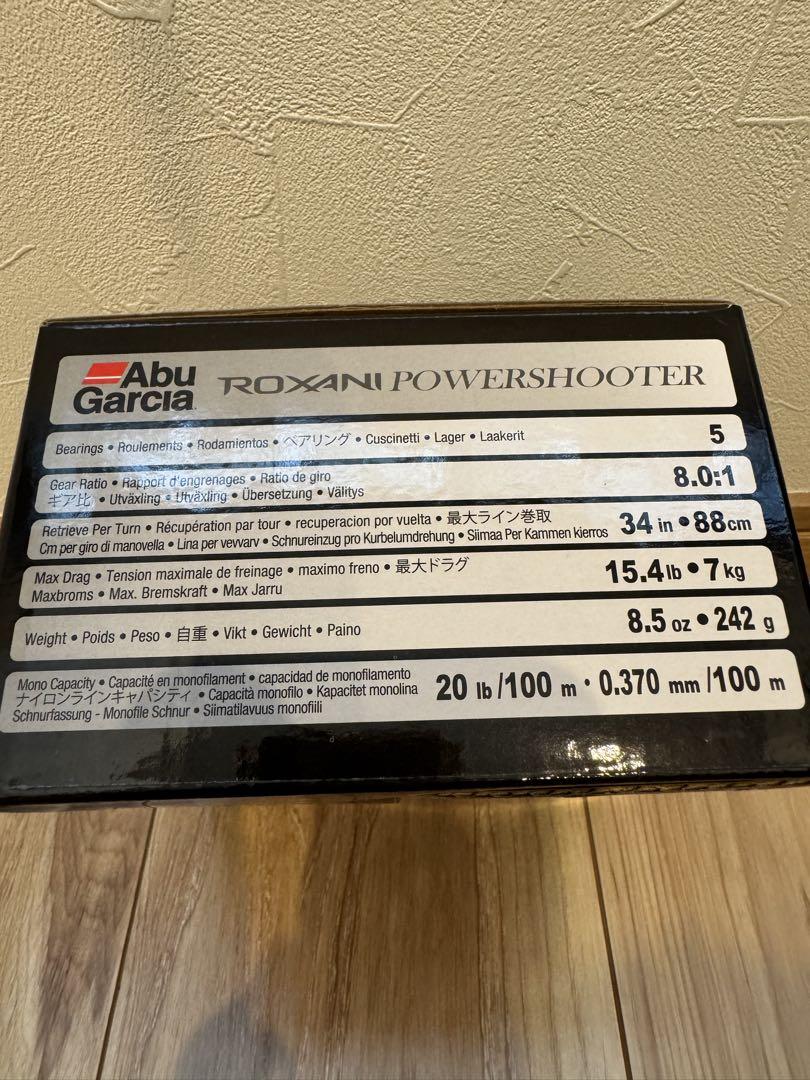 Abu Garcia
ROXANI POWERSHOOTER
Bearings • Roulements • Rodamientos • ベアリング • Cuscinetti • Lager • Laakerit 5
Gear Ratio • Rapport d'engrenages • Ratio de giro
ギア比 • Utväxling • Utväxling • Übersetzung • Välitys
8.0:1
Retrieve Per Turn • Récupération par tour • recuperacion por vuelta • 最大ライン巻取
Cm per giro di manovella • Lina per vevvarv • Schnureinzug pro Kurbelumdrehung • Siimaa Per Kammen kierros
34 in • 88cm
Max Drag • Tension maximale de freinage • maximo freno • 最大ドラグ
Maxbroms • Max. Bremskraft • Max Jarru
15.4lb • 7 kg
Weight • Poids • Peso • 自重 • Vikt • Gewicht • Paino 8.5 oz • 242 g
Mono Capacity • Capacité en monofilament • capacidad de monofilamento
ナイロンラインキャパシティ • Capacità monofilo • Kapacitet monolina
Schnurfassung - Monofile Schnur • Siimatilavuus monofiili
20 lb/100 m · 0.370 mm/100 m